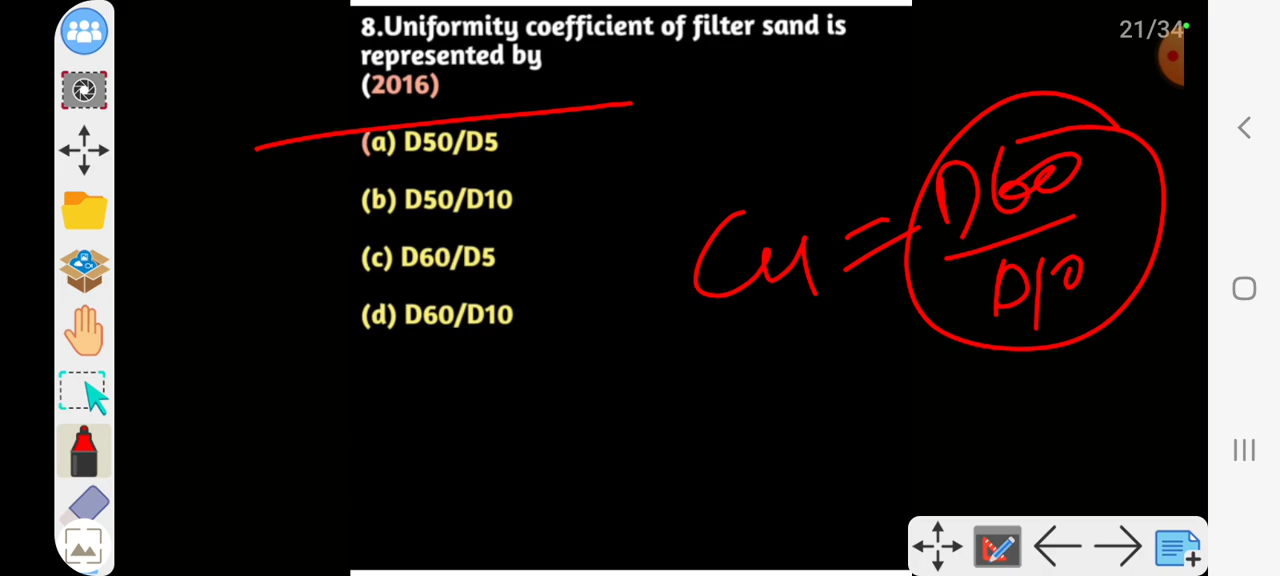 8.Uniformity coefficient of filter sand is
represented by
(2016)
(a) D50/D5
(b) D50/D10
(c) D60/D5
(d) D60/D10
Cu = D60
D10
21/34